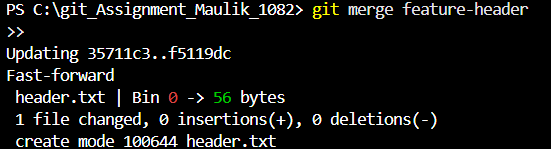 PS C:\git_Assignment_Maulik_1082> git merge feature-header
>>
Updating 35711c3..f5119dc
Fast-forward
 header.txt | Bin 0 -> 56 bytes
 1 file changed, 0 insertions(+), 0 deletions(-)
 create mode 100644 header.txt